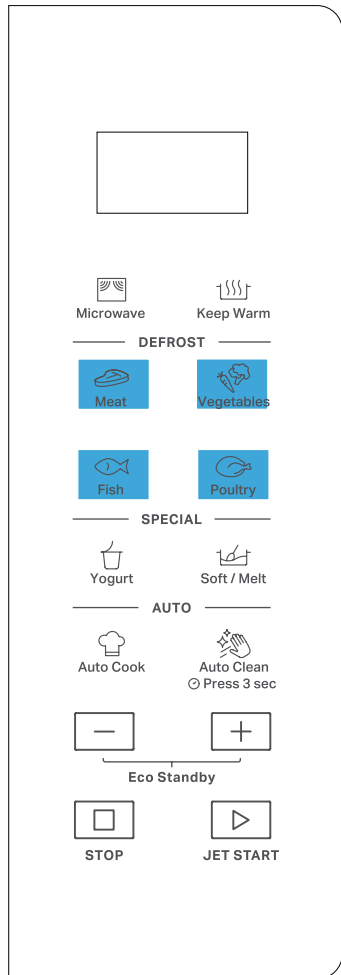 Microwave Keep Warm
DEFROST
Meat Vegetables
Fish Poultry
SPECIAL
Yogurt Soft / Melt
AUTO
Auto Cook Auto Clean
Press 3 sec
Eco Standby
STOP JET START